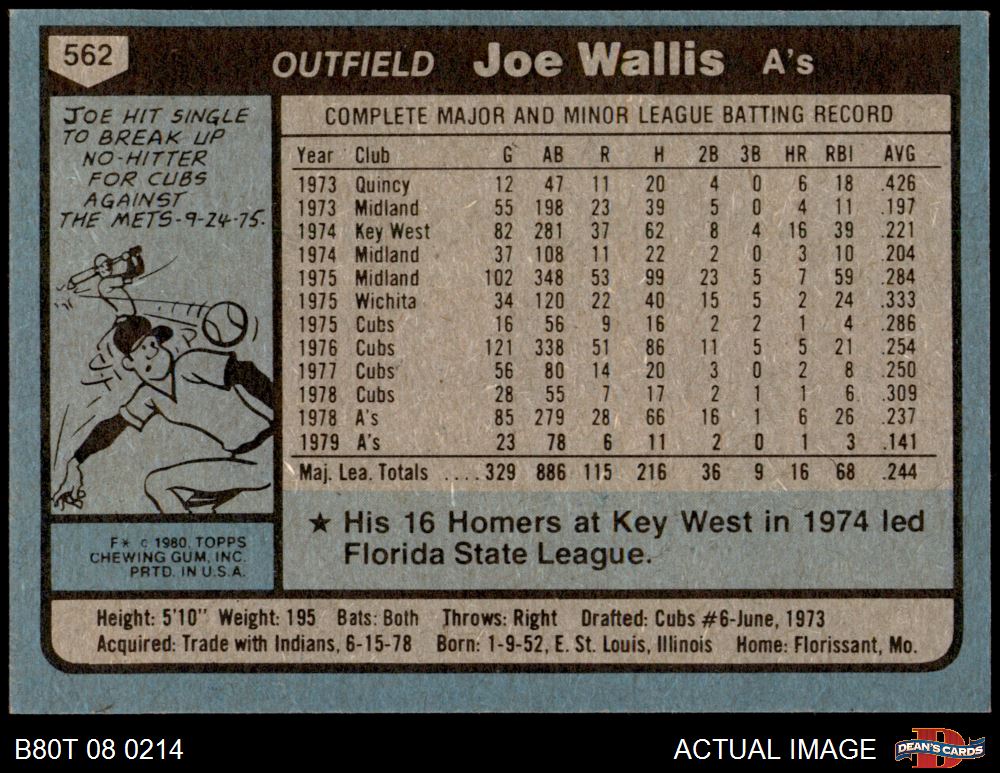 562
OUTFIELD Joe Wallis A's
JOE HIT SINGLE
TO BREAK UP
NO-HITTER
FOR CUBS
AGAINST
THE METS-9-24-75.
F* © 1980, TOPPS
CHEWING GUM, INC.
PRTD. IN U.S.A.
COMPLETE MAJOR AND MINOR LEAGUE BATTING RECORD
Year Club G AB R H 2B 3B HR RBI AVG
1973 Quincy 12 47 11 20 4 0 6 18 .426
1973 Midland 55 198 23 39 5 0 4 11 .197
1974 Key West 82 281 37 62 8 4 16 39 .221
1974 Midland 37 108 11 22 2 0 3 10 .204
1975 Midland 102 348 53 99 23 5 7 59 .284
1975 Wichita 34 120 22 40 15 5 2 24 .333
1975 Cubs 16 56 9 16 2 2 1 4 .286
1976 Cubs 121 338 51 86 11 5 5 21 .254
1977 Cubs 56 80 14 20 3 0 2 8 .250
1978 Cubs 28 55 7 17 2 1 1 6 .309
1978 A's 85 279 28 66 16 1 6 26 .237
1979 A's 23 78 6 11 2 0 1 3 .141
Maj. Lea. Totals ....329 886 115 216 36 9 16 68 .244
★ His 16 Homers at Key West in 1974 led
Florida State League.
Height: 5'10" Weight: 195 Bats: Both Throws: Right Drafted: Cubs #6-June, 1973
Acquired: Trade with Indians, 6-15-78 Born: 1-9-52, E. St. Louis, Illinois Home: Florissant, Mo.
B80T 08 0214
ACTUAL IMAGE
D
DEAN'S CARDS